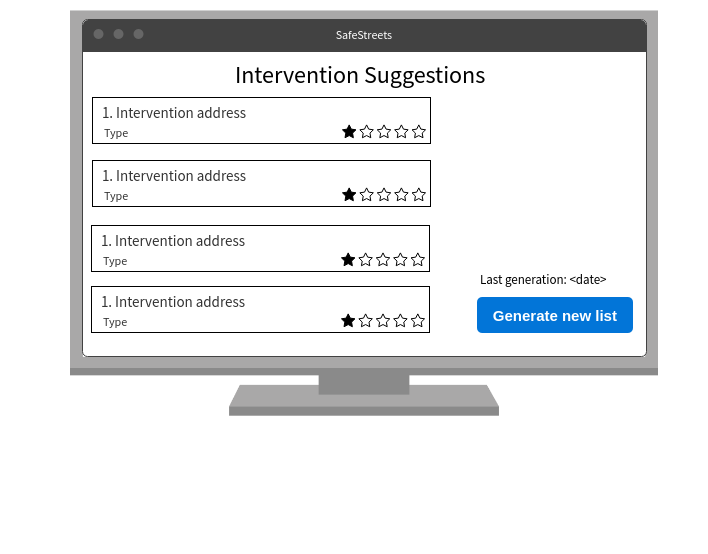 SafeStreets
Intervention Suggestions
1. Intervention address
Type
1. Intervention address
Type
1. Intervention address
Type
1. Intervention address
Type
Last generation: <date>
Generate new list